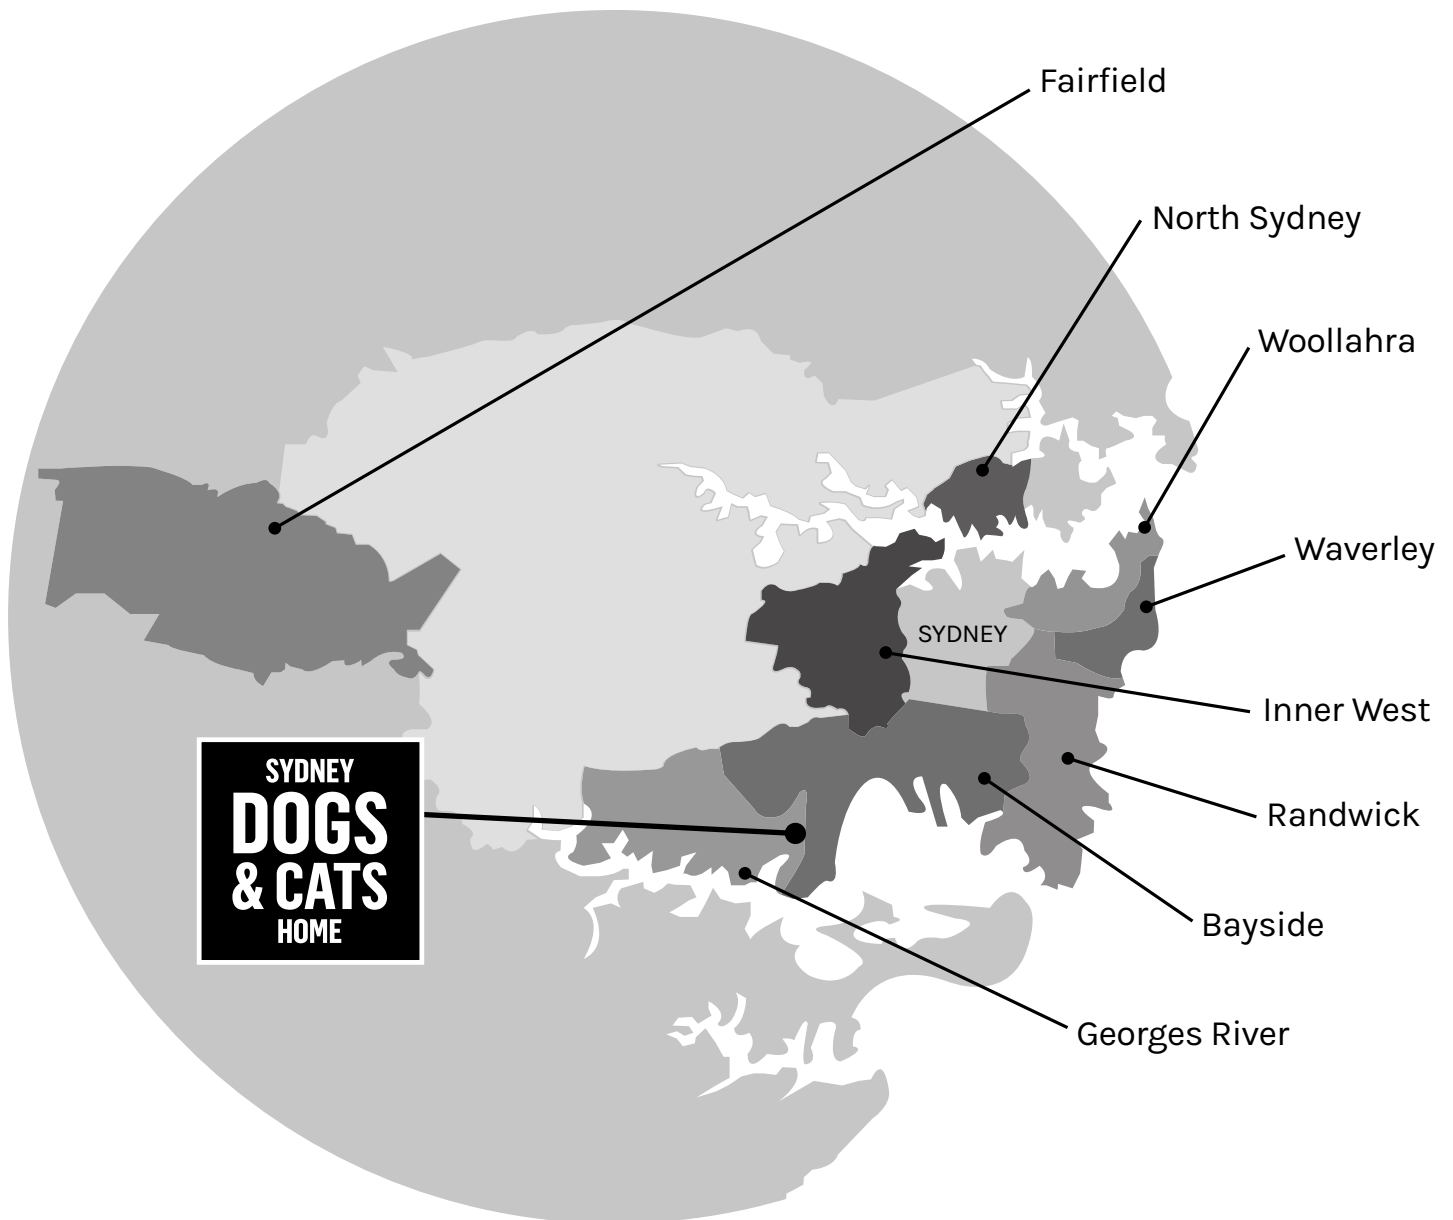 Fairfield
North Sydney
Woollahra
Waverley
SYDNEY
Inner West
SYDNEY
DOGS
& CATS
HOME
Randwick
Bayside
Georges River